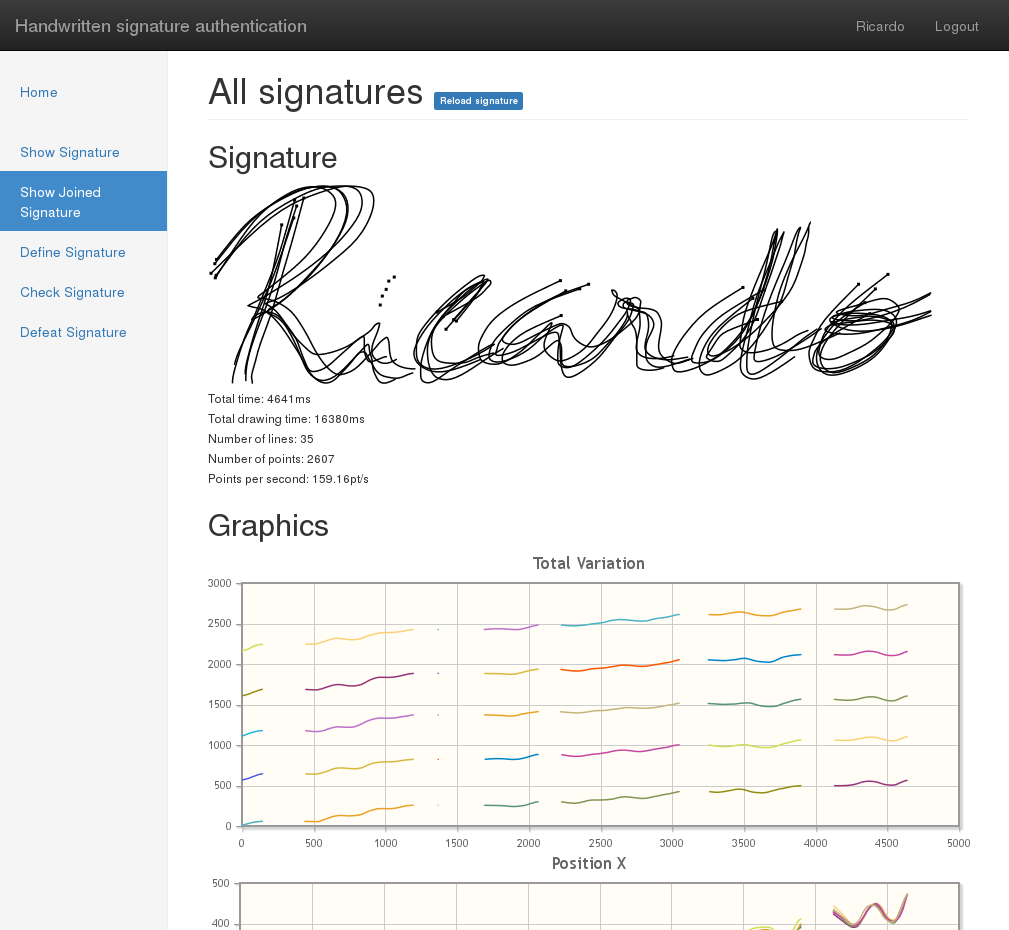 Handwritten signature authentication Ricardo Logout
Home
Show Signature
Show Joined
Signature
Define Signature
Check Signature
Defeat Signature
All signatures Reload signature
Signature
Ricardo
Total time: 4641ms
Total drawing time: 16380ms
Number of lines: 35
Number of points: 2607
Points per second: 159.16pt/s
Graphics
Total Variation
3000
2500
2000
1500
1000
500
0
0 500 1000 1500 2000 2500 3000 3500 4000 4500 5000
Position X
500
400